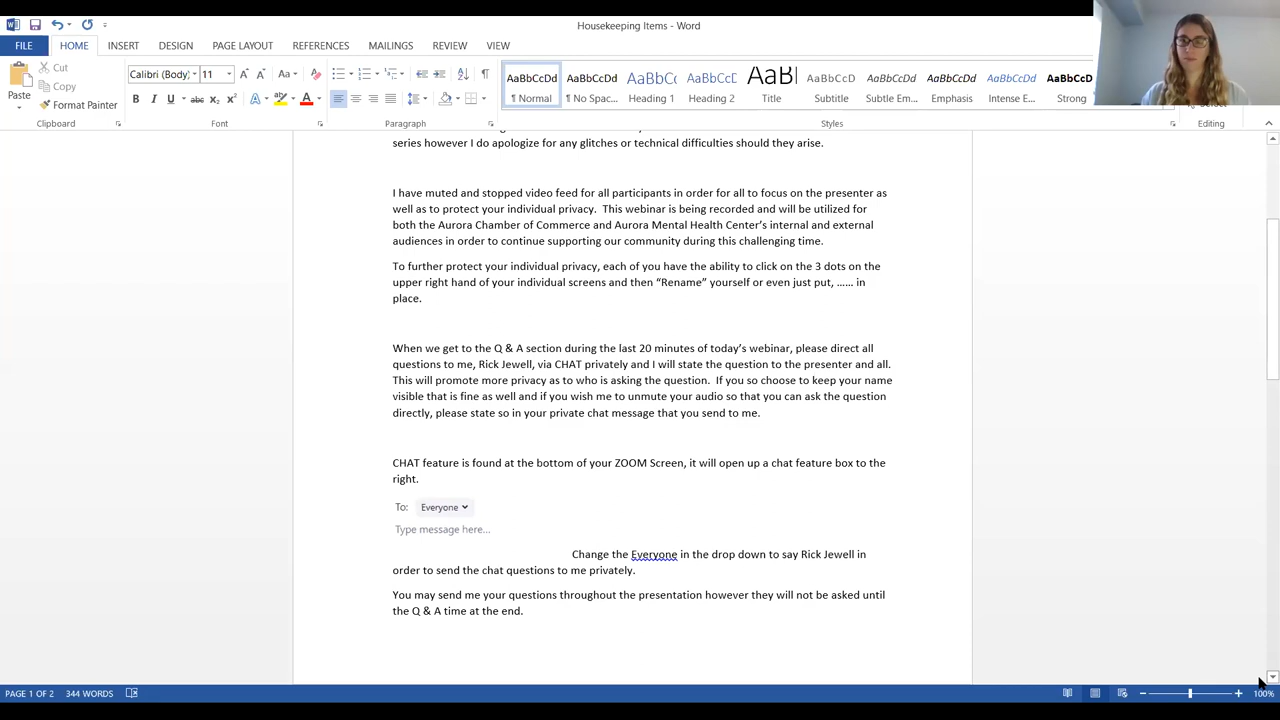 Housekeeping Items - Word
FILE HOME INSERT DESIGN PAGE LAYOUT REFERENCES MAILINGS REVIEW VIEW
Paste
Cut
Copy
Format Painter
Clipboard
Calibri (Body) 11
Font
Paragraph
AaBbCcDd AaBbCcDd AaBbCc AaBbCcD AaBl AaBbCcD AaBbCcDd AaBbCcDd AaBbCcDd AaBbCcD
¶ Normal ¶ No Spac... Heading 1 Heading 2 Title Subtitle Subtle Em... Emphasis Intense E... Strong
Styles
Editing
series however I do apologize for any glitches or technical difficulties should they arise.
I have muted and stopped video feed for all participants in order for all to focus on the presenter as
well as to protect your individual privacy. This webinar is being recorded and will be utilized for
both the Aurora Chamber of Commerce and Aurora Mental Health Center’s internal and external
audiences in order to continue supporting our community during this challenging time.
To further protect your individual privacy, each of you have the ability to click on the 3 dots on the
upper right hand of your individual screens and then “Rename” yourself or even just put, …… in
place.
When we get to the Q & A section during the last 20 minutes of today’s webinar, please direct all
questions to me, Rick Jewell, via CHAT privately and I will state the question to the presenter and all.
This will promote more privacy as to who is asking the question. If you so choose to keep your name
visible that is fine as well and if you wish me to unmute your audio so that you can ask the question
directly, please state so in your private chat message that you send to me.
CHAT feature is found at the bottom of your ZOOM Screen, it will open up a chat feature box to the
right.
To: Everyone
Type message here...
Change the Everyone in the drop down to say Rick Jewell in
order to send the chat questions to me privately.
You may send me your questions throughout the presentation however they will not be asked until
the Q & A time at the end.
PAGE 1 OF 2 344 WORDS
100%